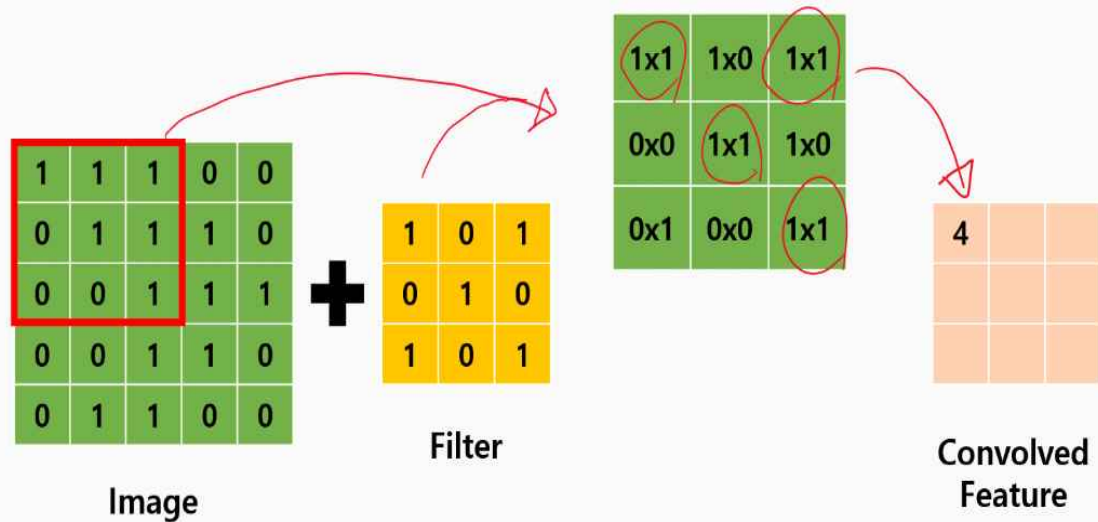 1 1 1 0 0
0 1 1 1 0
0 0 1 1 1
0 0 1 1 0
0 1 1 0 0
Image
+
1 0 1
0 1 0
1 0 1
Filter
1x1 1x0 1x1
0x0 1x1 1x0
0x1 0x0 1x1
4
Convolved
Feature